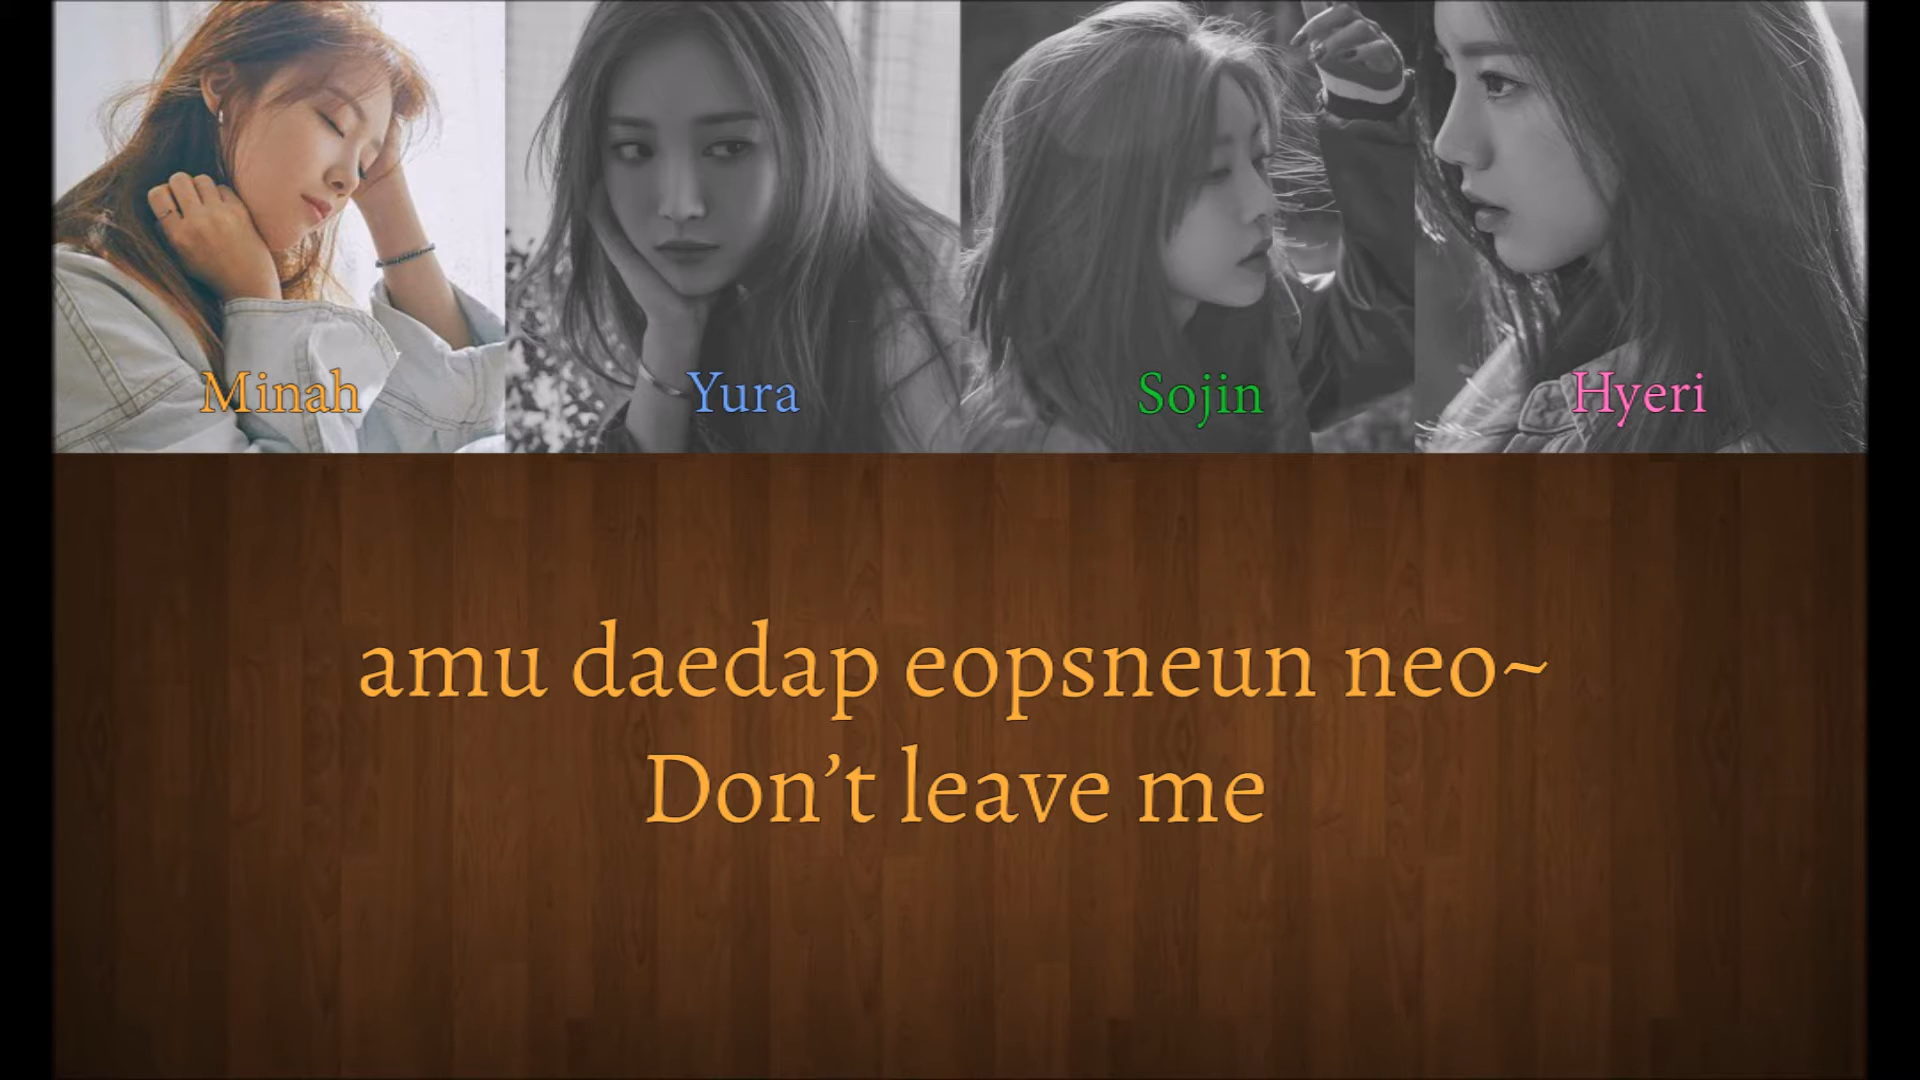 Minah
Yura
Sojin
Hyeri
amu daedap eopsneun neo~
Don’t leave me